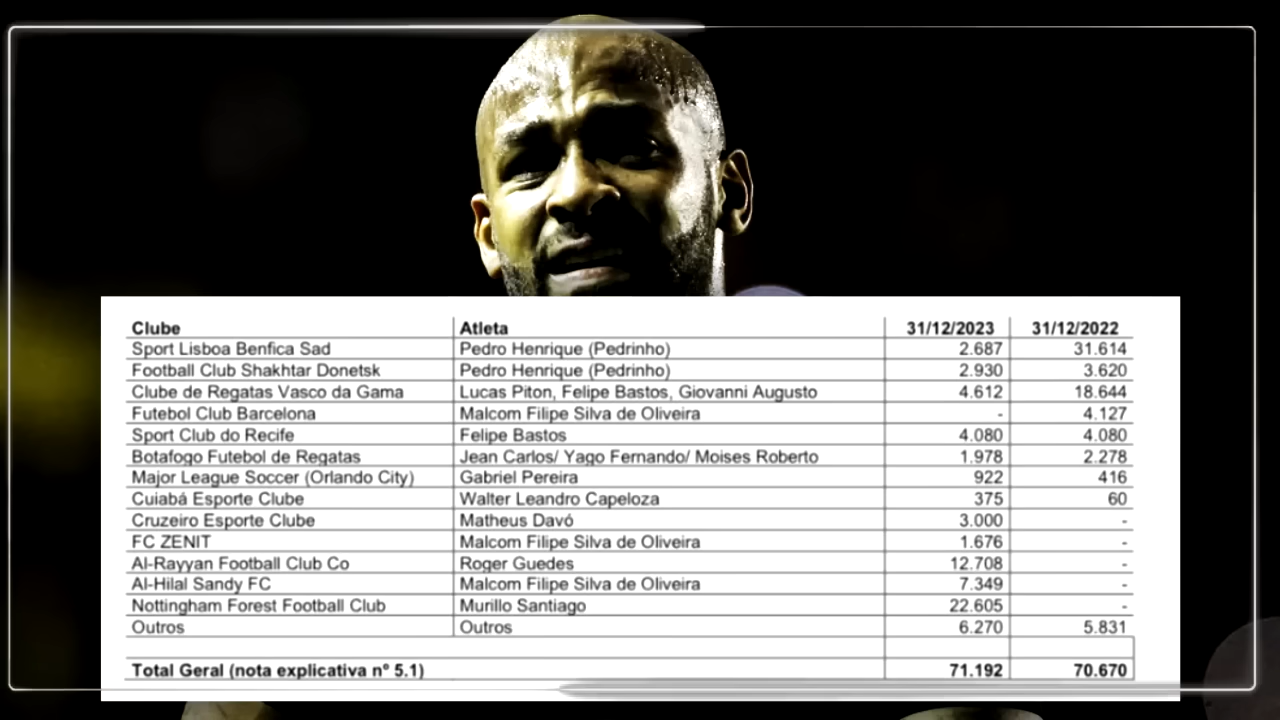 Clube Atleta 31/12/2023 31/12/2022
Sport Lisboa Benfica Sad Pedro Henrique (Pedrinho) 2.687 31.614
Football Club Shakhtar Donetsk Pedro Henrique (Pedrinho) 2.930 3.620
Clube de Regatas Vasco da Gama Lucas Piton, Felipe Bastos, Giovanni Augusto 4.612 18.644
Futebol Club Barcelona Malcom Filipe Silva de Oliveira - 4.127
Sport Club do Recife Felipe Bastos 4.080 4.080
Botafogo Futebol de Regatas Jean Carlos/ Yago Fernando/ Moises Roberto 1.978 2.278
Major League Soccer (Orlando City) Gabriel Pereira 922 416
Cuiabá Esporte Clube Walter Leandro Capeloza 375 60
Cruzeiro Esporte Clube Matheus Davó 3.000 -
FC ZENIT Malcom Filipe Silva de Oliveira 1.676 -
Al-Rayyan Football Club Co Roger Guedes 12.708 -
Al-Hilal Sandy FC Malcom Filipe Silva de Oliveira 7.349 -
Nottingham Forest Football Club Murillo Santiago 22.605 -
Outros Outros 6.270 5.831
Total Geral (nota explicativa nº 5.1) 71.192 70.670